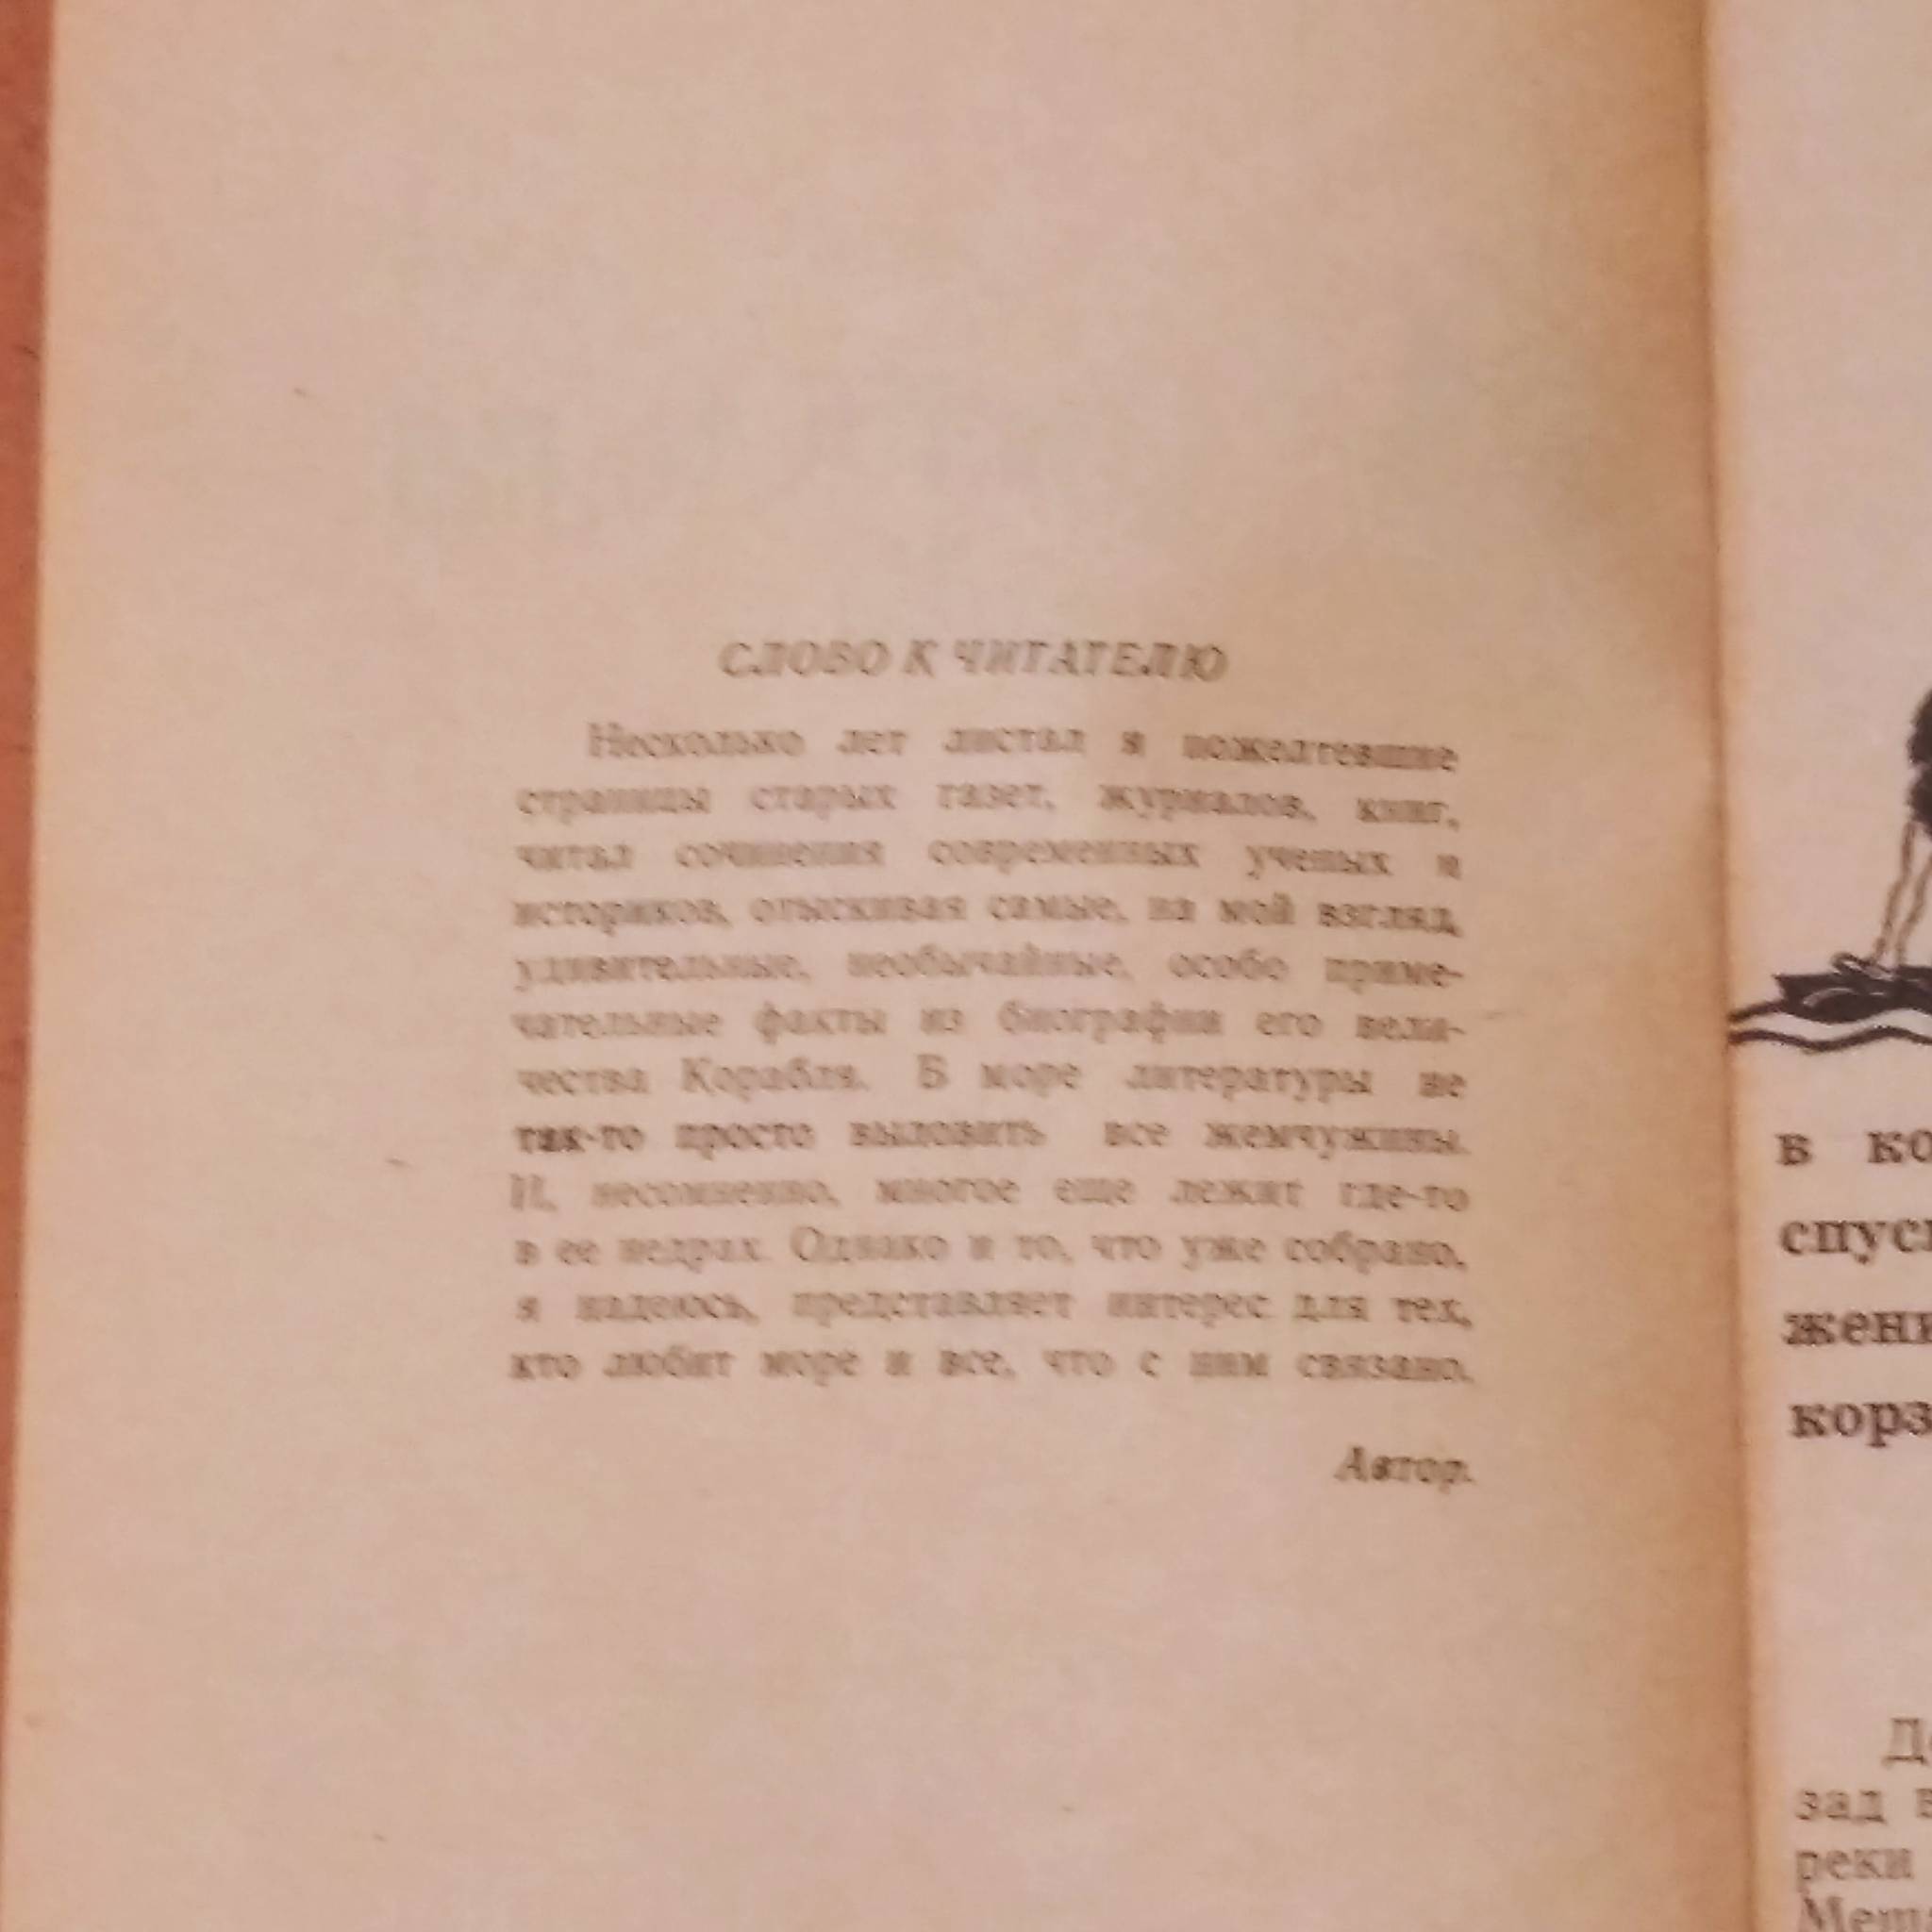 СЛОВО К ЧИТАТЕЛЮ
Несколько лет листал я пожелтевшие
страницы старых газет, журналов, книг,
читал сочинения современных ученых и
историков, отыскивая самые, на мой взгляд,
удивительные, необычайные, особо приме-
чательные факты из биографии его вели-
чества Корабля. В море литературы не
так-то просто выловить все жемчужины.
И, несомненно, многое еще лежит где-то
в ее недрах. Однако и то, что уже собрано,
я надеюсь, представляет интерес для тех,
кто любит море и все, что с ним связано.
Автор.
в ко
спус
жени
корз
зад в
реки